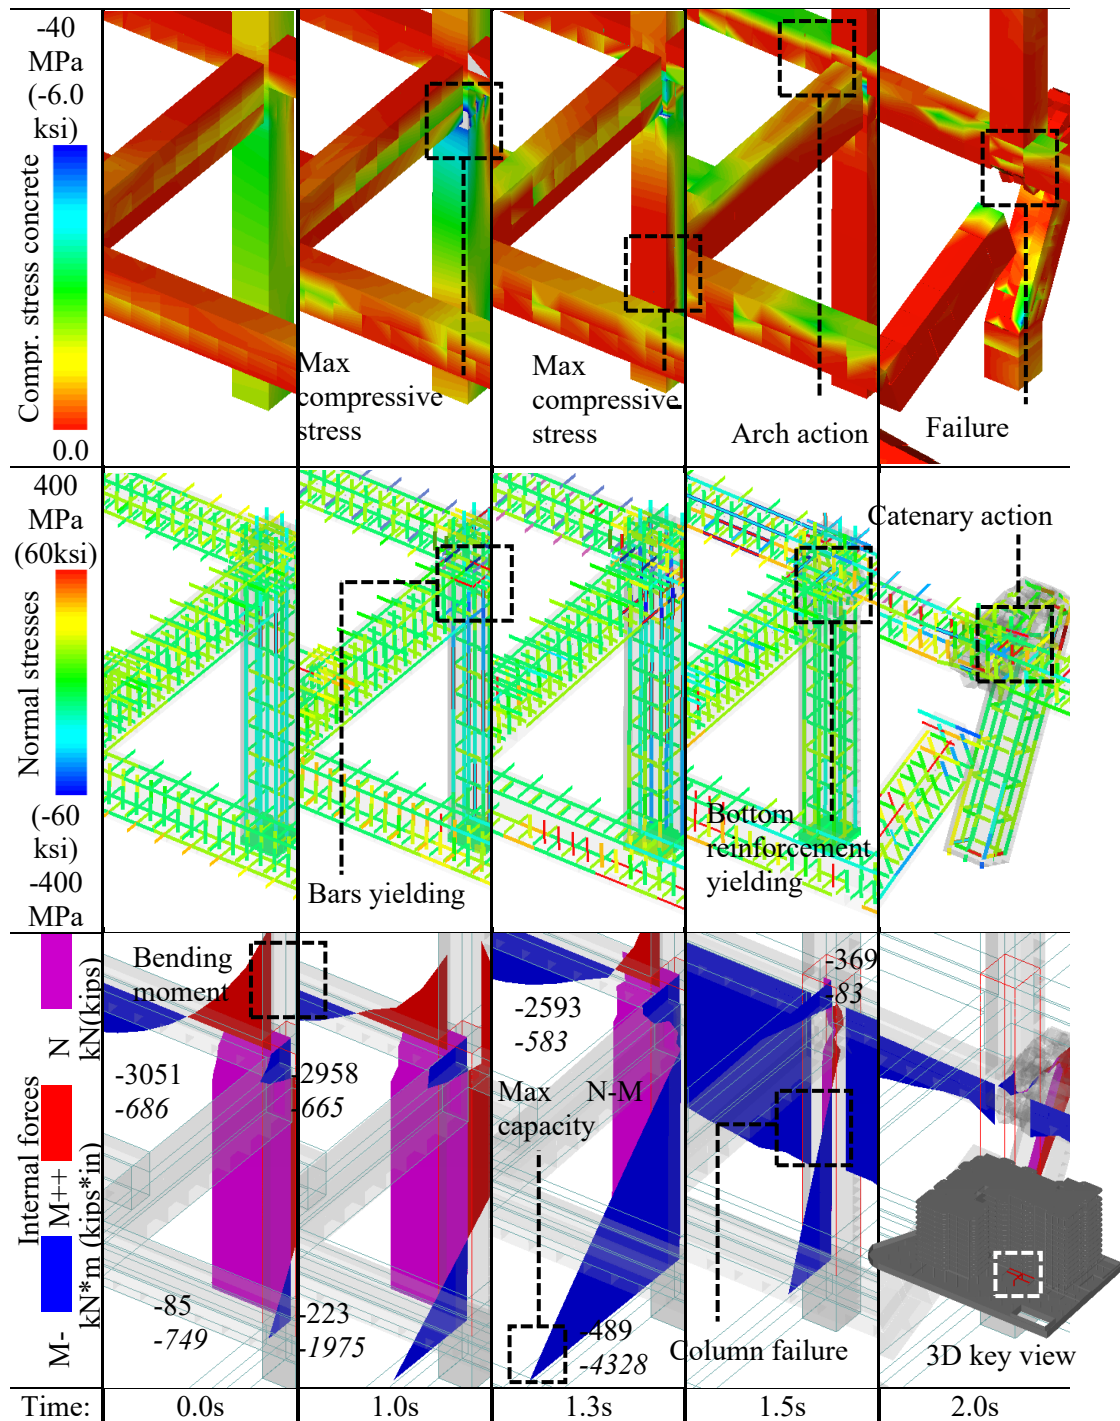 -40
MPa
(-6.0
ksi)
Compr. stress concrete
0.0
Max
compressive
stress
Max
compressive
stress
Arch action
Failure
400
MPa
(60ksi)
Normal stresses
(-60
ksi)
-400
MPa
Bars yielding
Bottom
reinforcement
yielding
Catenary action
N
kN(kips)
Internal forces
M++
M-
kN*m (kips*in)
Bending
moment
-3051
-686
-85
-749
-2958
-665
-223
-1975
-2593
-583
Max N-M
capacity
-489
-4328
-369
-83
Column failure
3D key view
Time: 0.0s 1.0s 1.3s 1.5s 2.0s